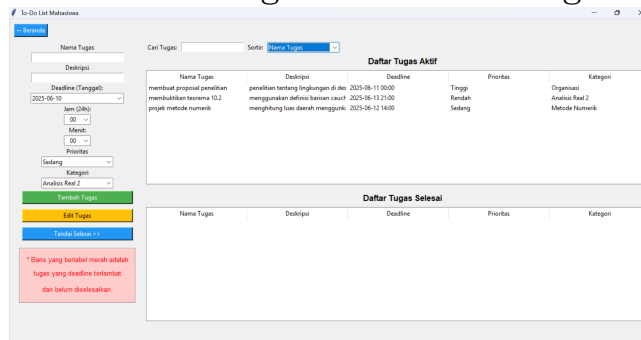 To-Do List Mahasiswa
← Beranda
Nama Tugas
Deskripsi
Deadline (Tanggal):
2025-06-10
Jam (24h):
00
Menit:
00
Prioritas
Sedang
Kategori
Analisis Real 2
Tambah Tugas
Edit Tugas
Tandai Selesai >>
* Baris yang berlabel merah adalah
tugas yang deadline terlambat
dan belum diselesaikan.
Cari Tugas: Sortir: Nama Tugas
Daftar Tugas Aktif
Nama Tugas Deskripsi Deadline Prioritas Kategori
membuat proposal penelitian penelitian tentang lingkungan di des 2025-06-11 00:00 Tinggi Organisasi
membuktikan teorema 10.2 menggunakan definisi barisan cauch 2025-06-13 21:00 Rendah Analisis Real 2
projek metode numerik menghitung luas daerah menggunk 2025-06-12 14:00 Sedang Metode Numerik
Daftar Tugas Selesai
Nama Tugas Deskripsi Deadline Prioritas Kategori